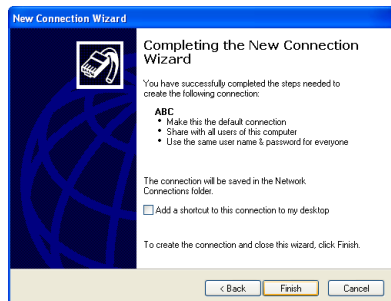 New Connection Wizard
Completing the New Connection
Wizard
You have successfully completed the steps needed to
create the following connection:
ABC
• Make this the default connection
• Share with all users of this computer
• Use the same user name & password for everyone
The connection will be saved in the Network
Connections folder.
Add a shortcut to this connection to my desktop
To create the connection and close this wizard, click Finish.
< Back
Finish
Cancel